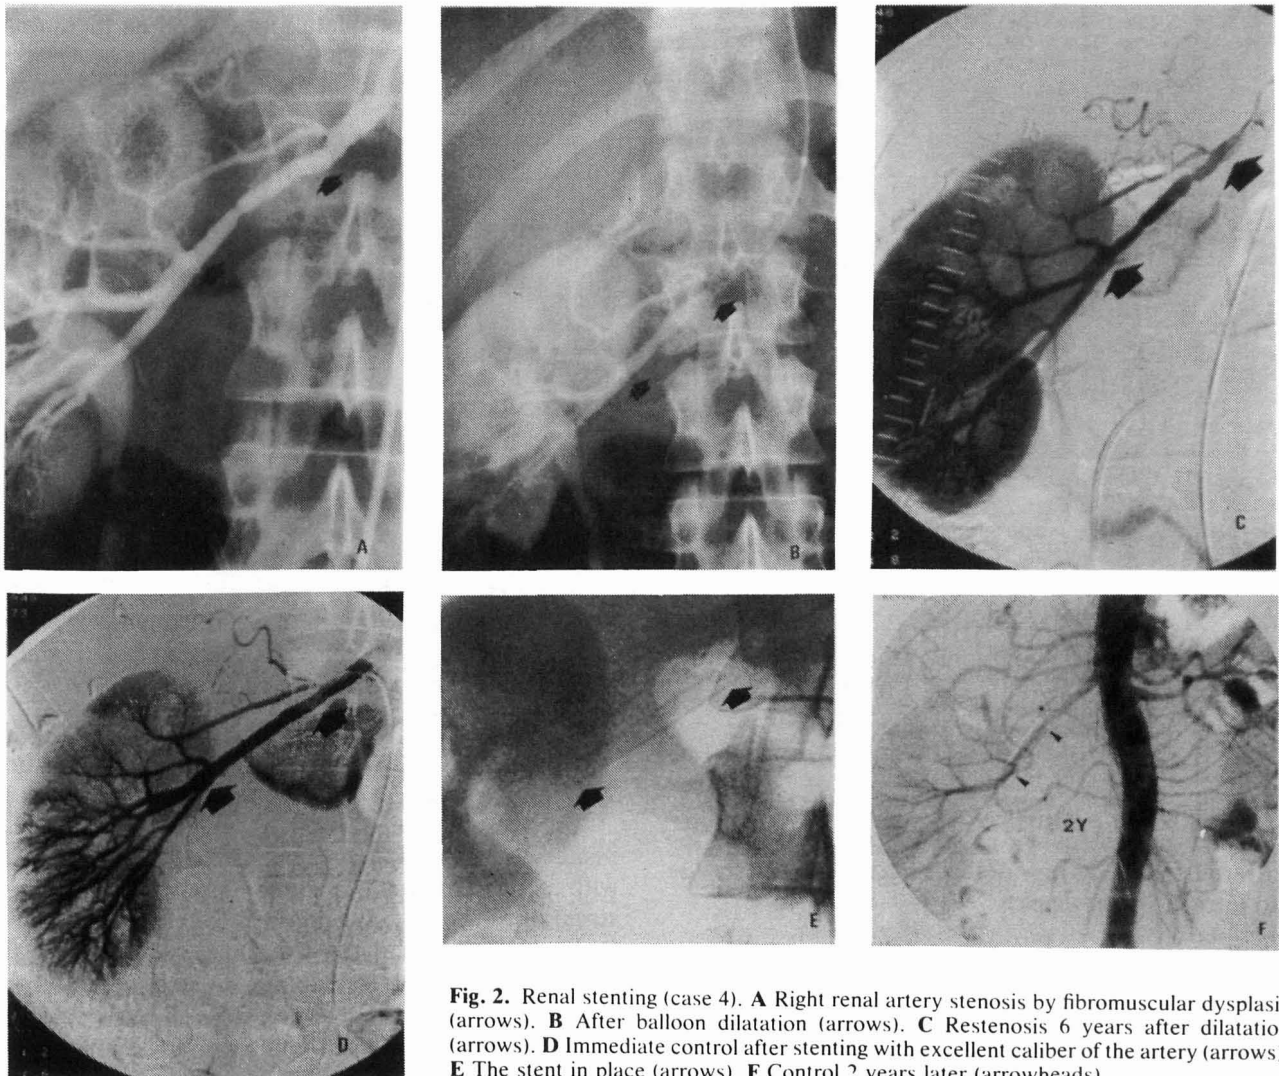 A
B
C
D
E
2Y
F
Fig. 2. Renal stenting (case 4). A Right renal artery stenosis by fibromuscular dysplasi
(arrows). B After balloon dilatation (arrows). C Restenosis 6 years after dilatatio
(arrows). D Immediate control after stenting with excellent caliber of the artery (arrows
E The stent in place (arrows). F Control 2 years later (arrowheads)